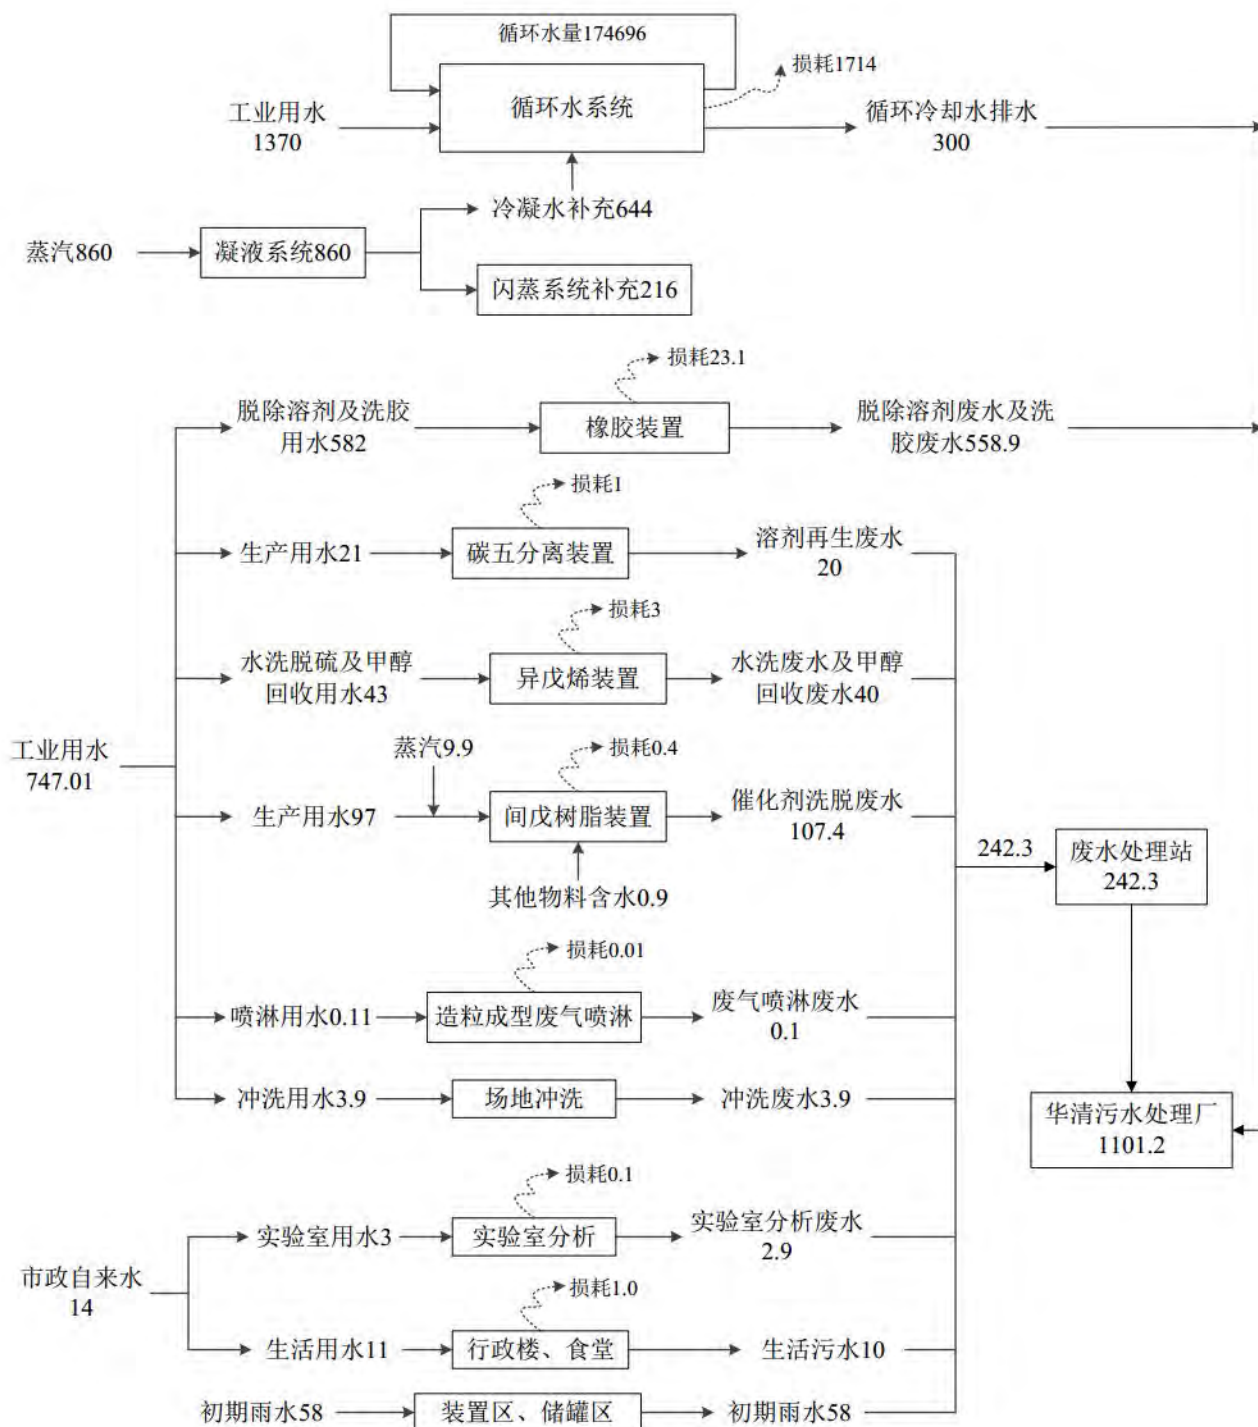 循环水量174696
损耗1714
循环水系统
工业用水
1370
循环冷却水排水
300
冷凝水补充644
蒸汽860
凝液系统860
闪蒸系统补充216
损耗23.1
脱除溶剂及洗胶
用水582
橡胶装置
脱除溶剂废水及洗
胶废水558.9
损耗1
生产用水21
碳五分离装置
溶剂再生废水
20
损耗3
水洗脱硫及甲醇
回收用水43
异戊烯装置
水洗废水及甲醇
回收废水40
工业用水
747.01
蒸汽9.9
损耗0.4
生产用水97
间戊树脂装置
催化剂洗脱废水
107.4
其他物料含水0.9
242.3
废水处理站
242.3
损耗0.01
喷淋用水0.11
造粒成型废气喷淋
废气喷淋废水
0.1
冲洗用水3.9
场地冲洗
冲洗废水3.9
华清污水处理厂
1101.2
损耗0.1
实验室用水3
实验室分析
实验室分析废水
2.9
市政自来水
14
损耗1.0
生活用水11
行政楼、食堂
生活污水10
初期雨水58
装置区、储罐区
初期雨水58